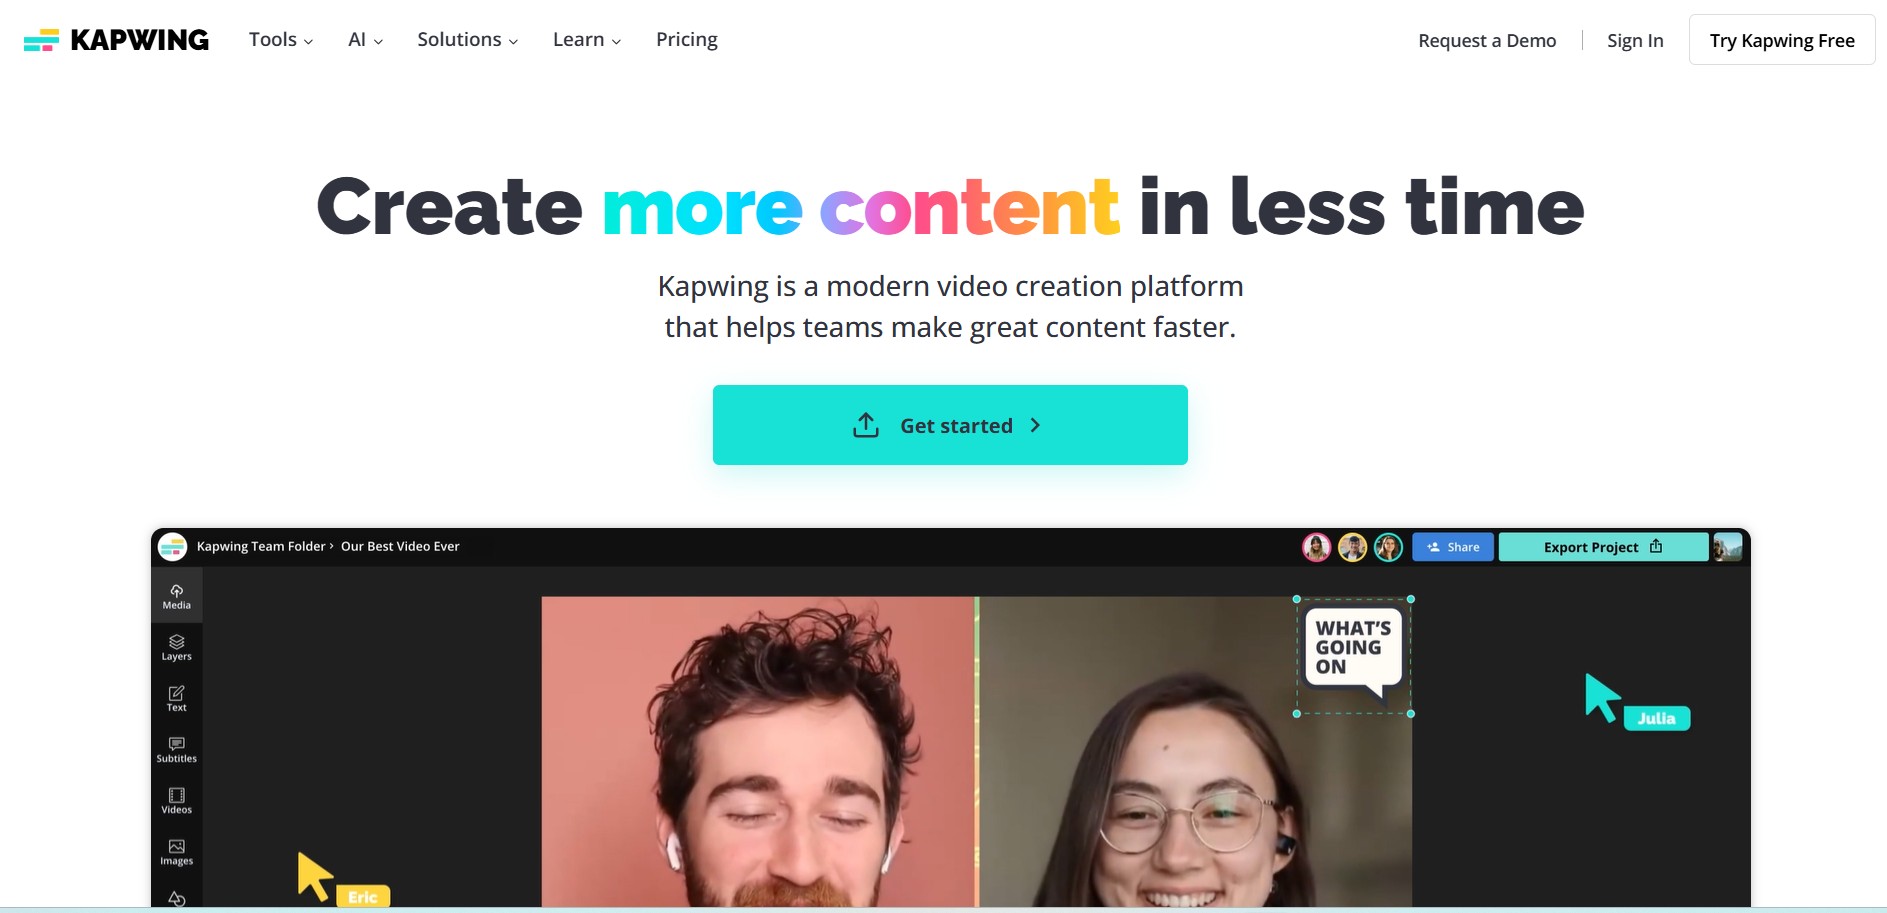 KAPWING
Tools
AI
Solutions
Learn
Pricing
Request a Demo
Sign In
Try Kapwing Free
Create more content in less time
Kapwing is a modern video creation platform
that helps teams make great content faster.
Get started
Kapwing Team Folder › Our Best Video Ever
Share
Export Project
Media
Layers
Text
Subtitles
Videos
Images
WHAT'S
GOING
ON
Julia
Eric